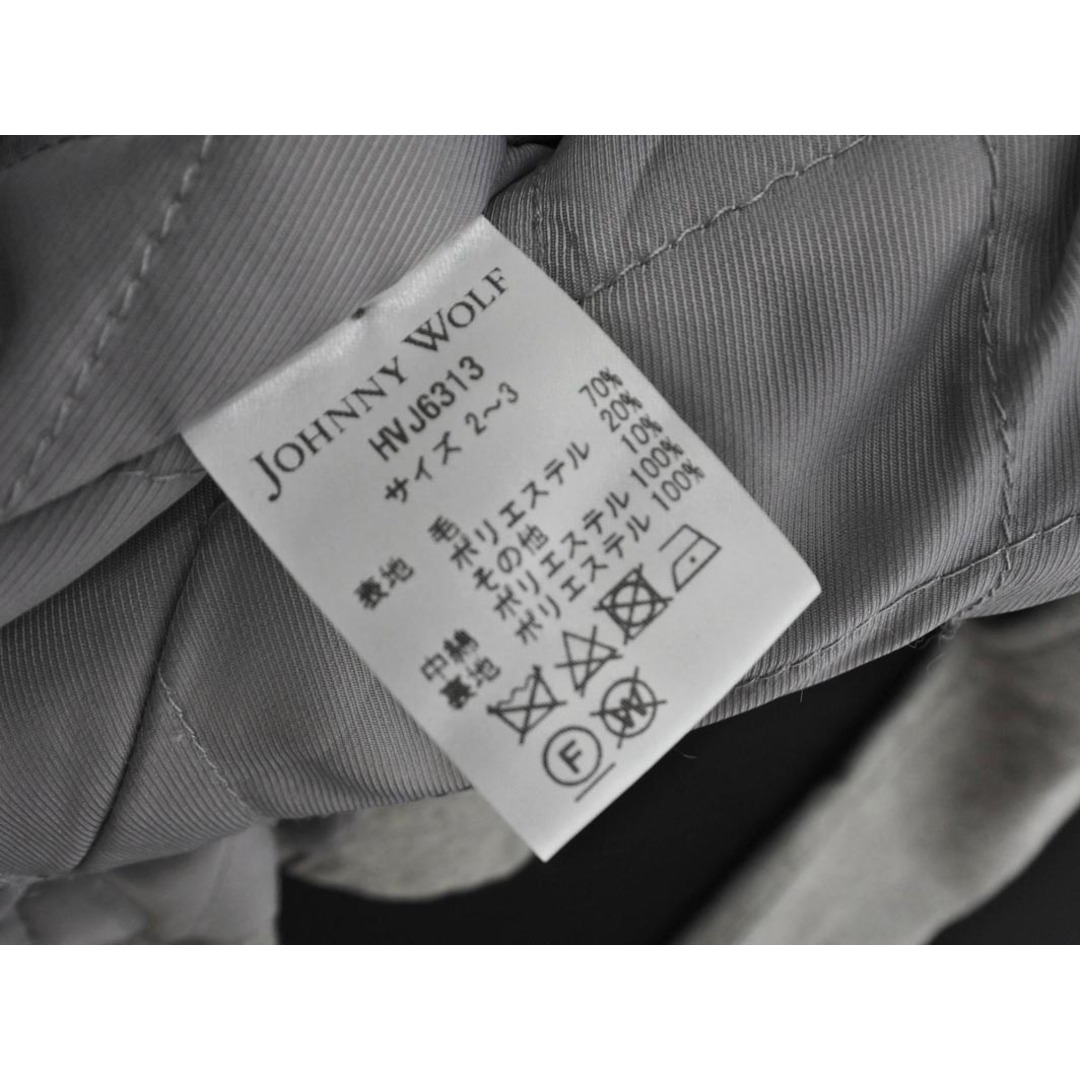 JOHNNY WOLF
HVJ6313
サイズ 2～3
表地 毛 70%
ポリエステル 20%
その他 10%
中綿 ポリエステル 100%
裏地 ポリエステル 100%
F W